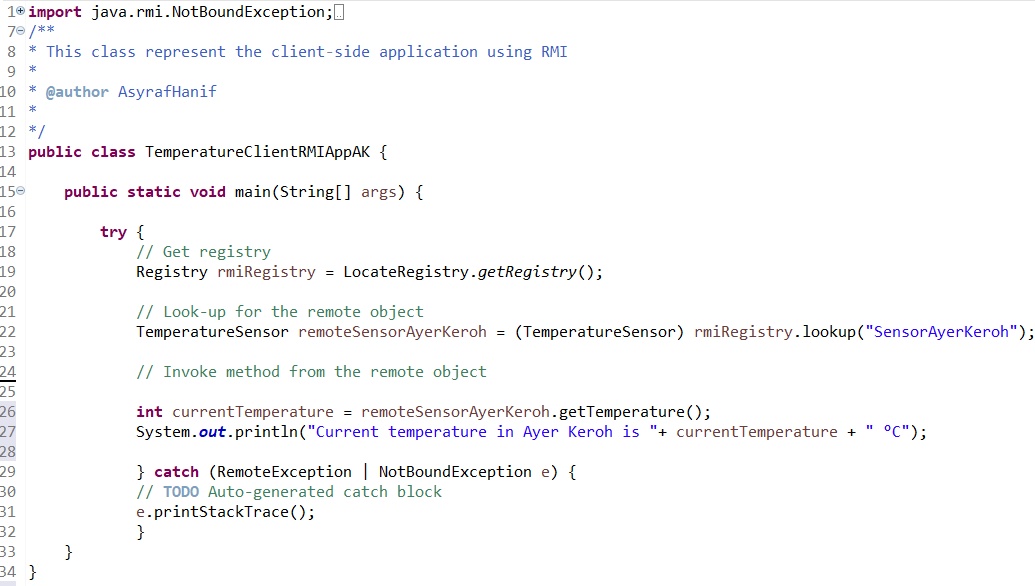 1 import java.rmi.NotBoundException;
7 /**
8 * This class represent the client-side application using RMI
9 *
10 * @author AsyrafHanif
11 *
12 */
13 public class TemperatureClientRMIAppAK {
14
15 public static void main(String[] args) {
16
17 try {
18 // Get registry
19 Registry rmiRegistry = LocateRegistry.getRegistry();
20
21 // Look-up for the remote object
22 TemperatureSensor remoteSensorAyerKeroh = (TemperatureSensor) rmiRegistry.lookup("SensorAyerKeroh");
23
24 // Invoke method from the remote object
25
26 int currentTemperature = remoteSensorAyerKeroh.getTemperature();
27 System.out.println("Current temperature in Ayer Keroh is "+ currentTemperature + " ºC");
28
29 } catch (RemoteException | NotBoundException e) {
30 // TODO Auto-generated catch block
31 e.printStackTrace();
32 }
33 }
34 }